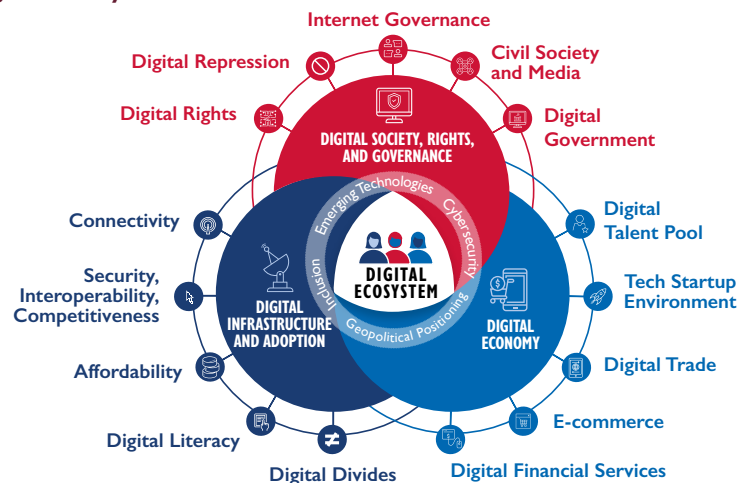 Internet Governance
Digital Repression
Civil Society
and Media
Digital Rights
Digital
Government
DIGITAL SOCIETY, RIGHTS,
AND GOVERNANCE
Emerging Technologies
Cybersecurity
Inclusion
Geopolitical Positioning
DIGITAL
ECOSYSTEM
Connectivity
Security,
Interoperability,
Competitiveness
Affordability
Digital Literacy
Digital Divides
DIGITAL
INFRASTRUCTURE
AND ADOPTION
DIGITAL
ECONOMY
Digital
Talent Pool
Tech Startup
Environment
Digital Trade
E-commerce
Digital Financial Services